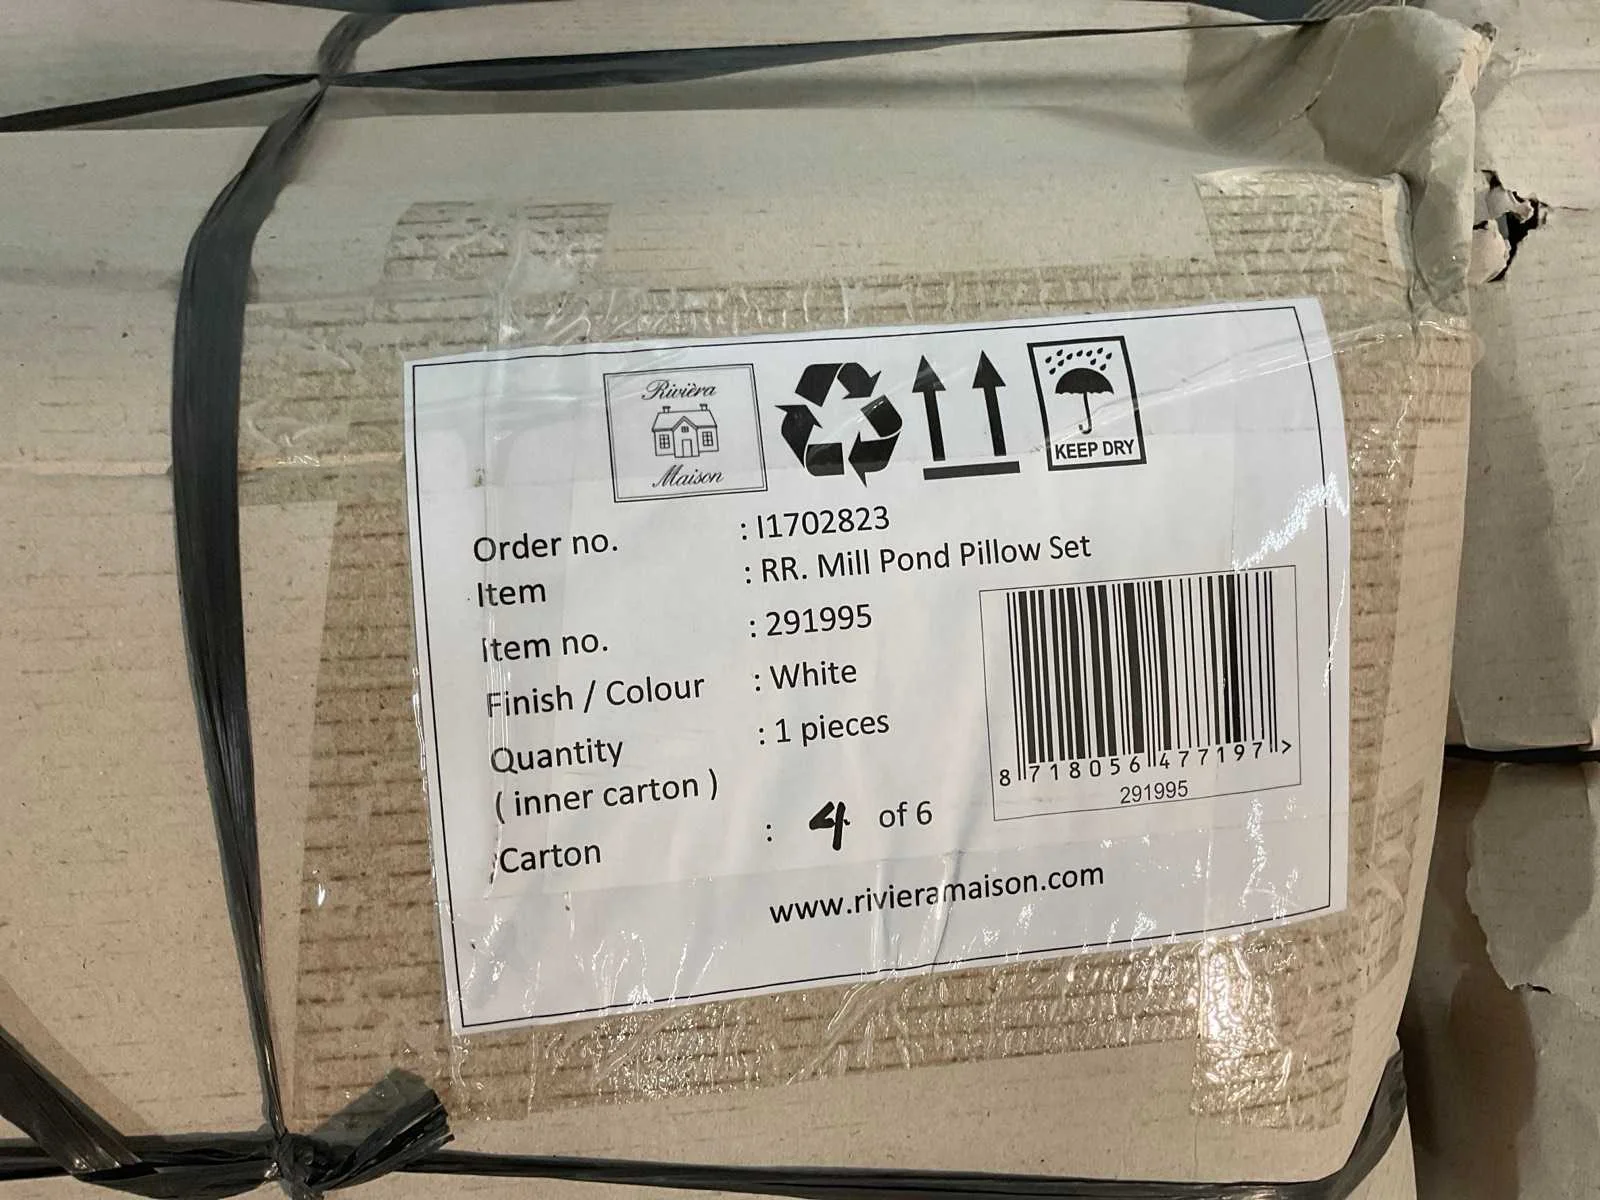 Rivièra
Maison
KEEP DRY
Order no. : I1702823
Item : RR. Mill Pond Pillow Set
Item no. : 291995
Finish / Colour : White
Quantity : 1 pieces
( inner carton )
Carton : 4 of 6
8 718056 477197 >
291995
www.rivieramaison.com